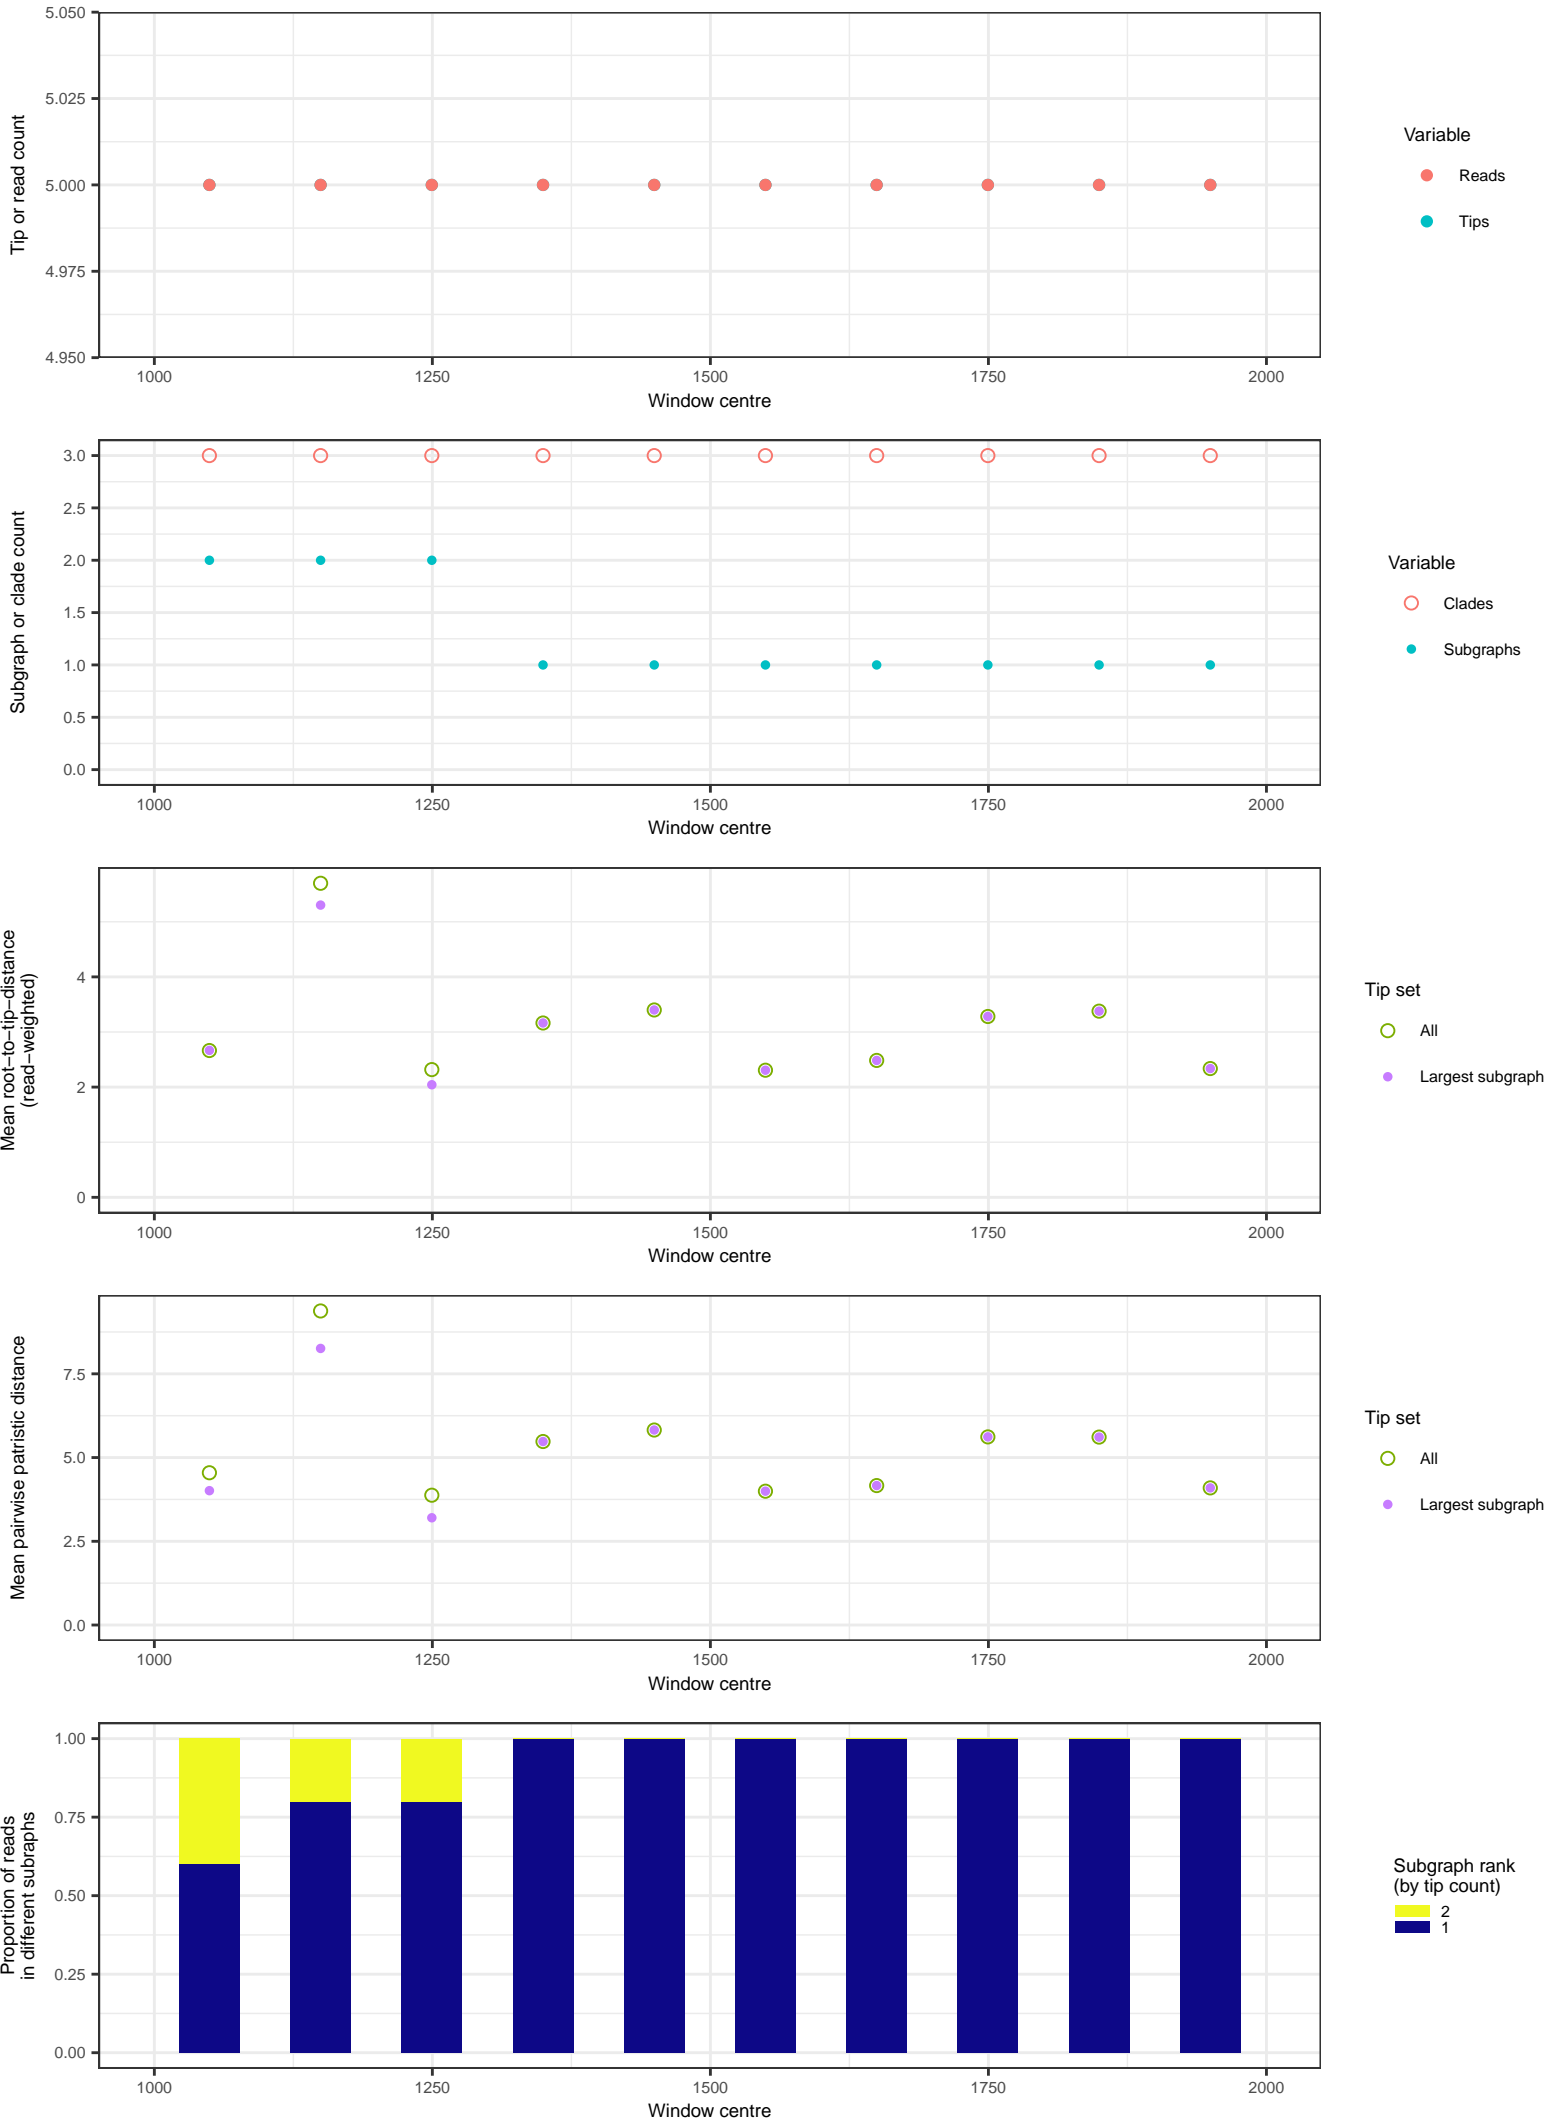 5.050
5.025
5.000
4.975
4.950
Tip or read count
1000 1250 1500 1750 2000
Window centre
Variable
Reads
Tips
3.0
2.5
2.0
1.5
1.0
0.5
0.0
Subgraph or clade count
1000 1250 1500 1750 2000
Window centre
Variable
Clades
Subgraphs
4
2
0
Mean root−to−tip−distance
(read−weighted)
1000 1250 1500 1750 2000
Window centre
Tip set
All
Largest subgraph
7.5
5.0
2.5
0.0
Mean pairwise patristic distance
1000 1250 1500 1750 2000
Window centre
Tip set
All
Largest subgraph
1.00
0.75
0.50
0.25
0.00
Proportion of reads
in different subraphs
1000 1250 1500 1750 2000
Window centre
Subgraph rank
(by tip count)
2
1